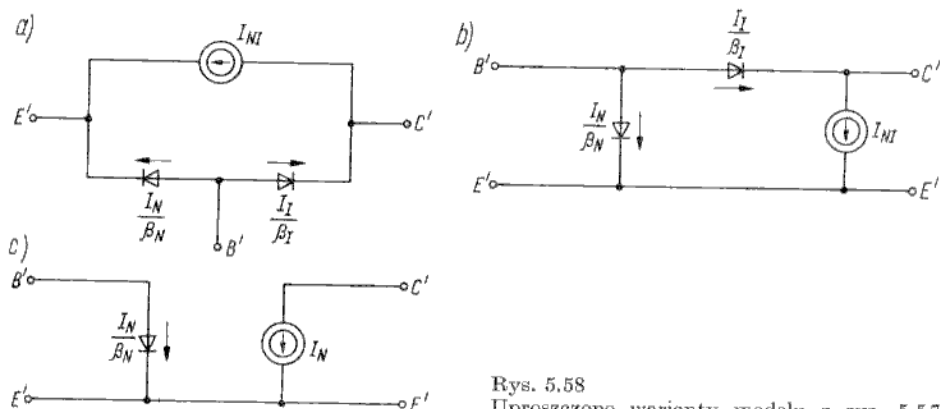 a)
I_NI
E'
C'
I_N/β_N
I_I/β_I
B'
b)
I_I/β_I
B'
C'
I_N/β_N
I_NI
E'
E'
c)
B'
C'
I_N/β_N
I_N
E'
E'
Rys. 5.58
Uproszczone warianty modelu z rys. 5.57